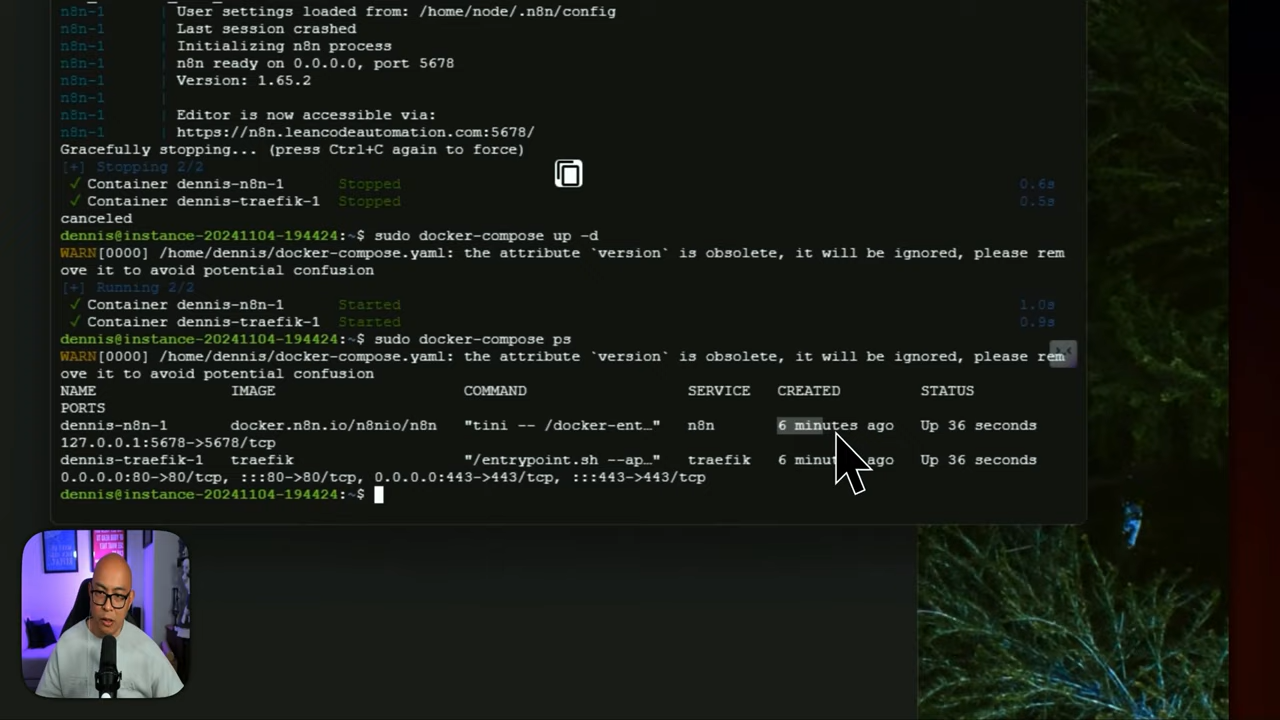 n8n-1 | User settings loaded from: /home/node/.n8n/config
n8n-1 | Last session crashed
n8n-1 | Initializing n8n process
n8n-1 | n8n ready on 0.0.0.0, port 5678
n8n-1 | Version: 1.65.2
n8n-1 |
n8n-1 | Editor is now accessible via:
n8n-1 | https://n8n.leancodeautomation.com:5678/
Gracefully stopping... (press Ctrl+C again to force)
[+] Stopping 2/2
✓ Container dennis-n8n-1 Stopped 0.6s
✓ Container dennis-traefik-1 Stopped 0.5s
canceled
dennis@instance-20241104-194424:~$ sudo docker-compose up -d
WARN[0000] /home/dennis/docker-compose.yaml: the attribute `version` is obsolete, it will be ignored, please rem
ove it to avoid potential confusion
[+] Running 2/2
✓ Container dennis-n8n-1 Started 1.0s
✓ Container dennis-traefik-1 Started 0.9s
dennis@instance-20241104-194424:~$ sudo docker-compose ps
WARN[0000] /home/dennis/docker-compose.yaml: the attribute `version` is obsolete, it will be ignored, please rem
ove it to avoid potential confusion
NAME IMAGE COMMAND SERVICE CREATED STATUS
PORTS
dennis-n8n-1 docker.n8n.io/n8nio/n8n "tini -- /docker-ent…" n8n 6 minutes ago Up 36 seconds
127.0.0.1:5678->5678/tcp
dennis-traefik-1 traefik "/entrypoint.sh --ap…" traefik 6 minutes ago Up 36 seconds
0.0.0.0:80->80/tcp, :::80->80/tcp, 0.0.0.0:443->443/tcp, :::443->443/tcp
dennis@instance-20241104-194424:~$